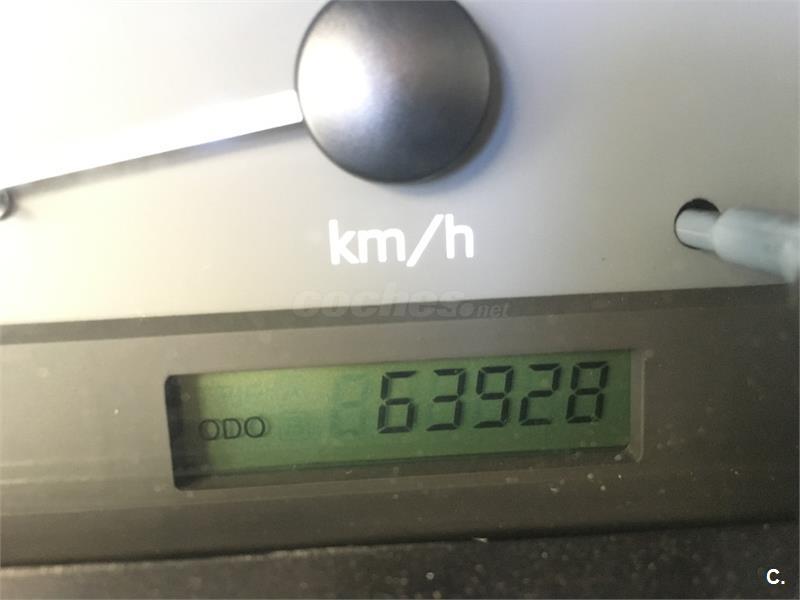 km/h
coches.net
ODO 63928
C.